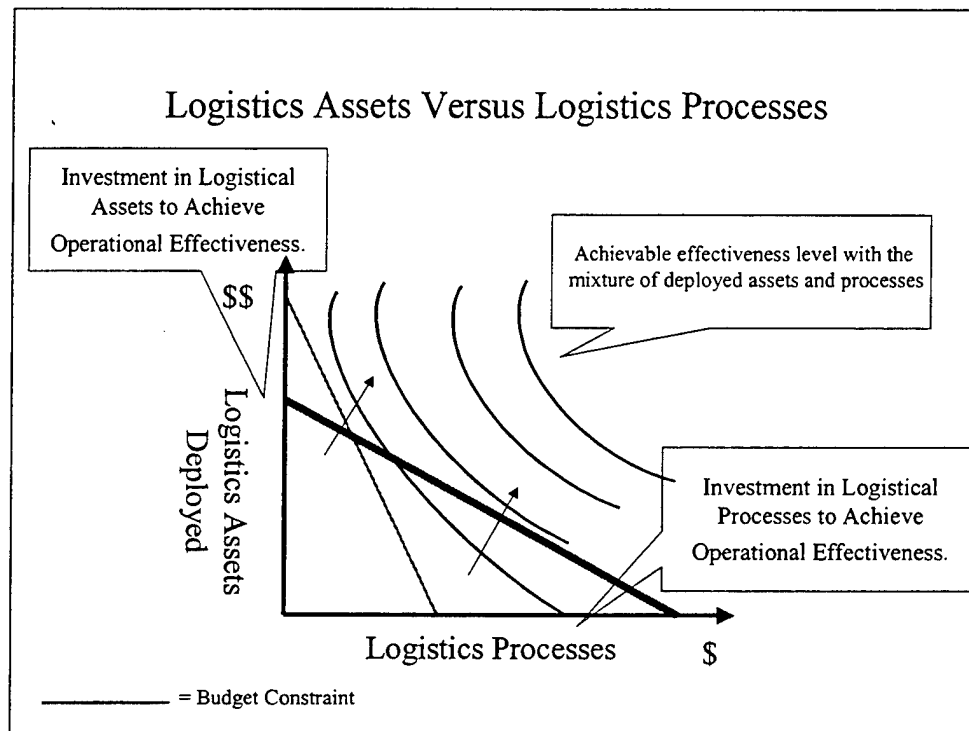 Logistics Assets Versus Logistics Processes
Investment in Logistical
Assets to Achieve
Operational Effectiveness.
Achievable effectiveness level with the
mixture of deployed assets and processes
$$
Logistics Assets
Deployed
Investment in Logistical
Processes to Achieve
Operational Effectiveness.
Logistics Processes
$
= Budget Constraint